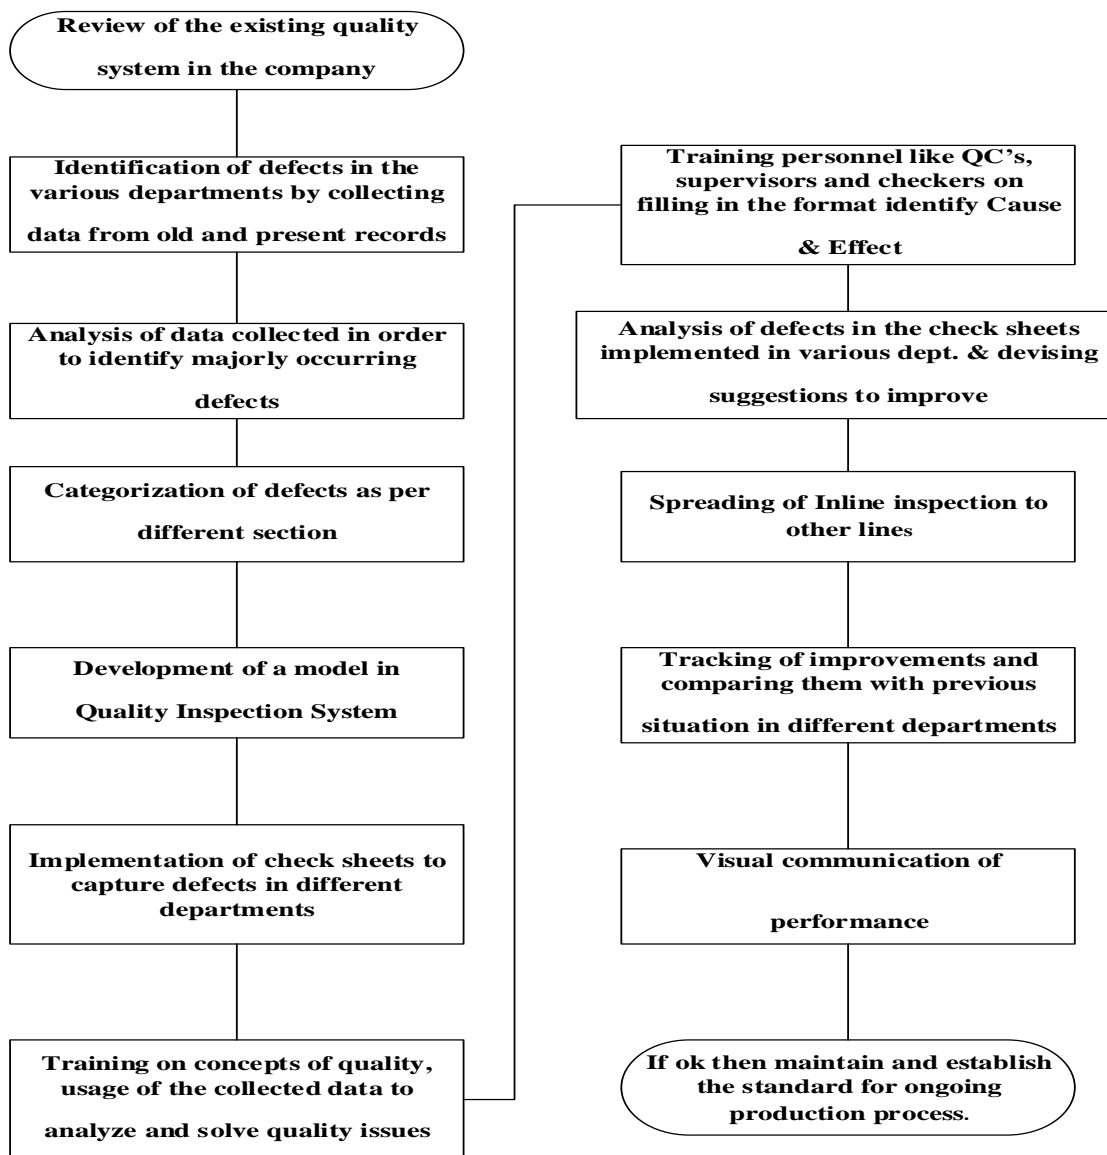 Review of the existing quality
system in the company
Identification of defects in the
various departments by collecting
data from old and present records
Analysis of data collected in order
to identify majorly occurring
defects
Categorization of defects as per
different section
Development of a model in
Quality Inspection System
Implementation of check sheets to
capture defects in different
departments
Training on concepts of quality,
usage of the collected data to
analyze and solve quality issues
Training personnel like QC’s,
supervisors and checkers on
filling in the format identify Cause
& Effect
Analysis of defects in the check sheets
implemented in various dept. & devising
suggestions to improve
Spreading of Inline inspection to
other lines
Tracking of improvements and
comparing them with previous
situation in different departments
Visual communication of
performance
If ok then maintain and establish
the standard for ongoing
production process.